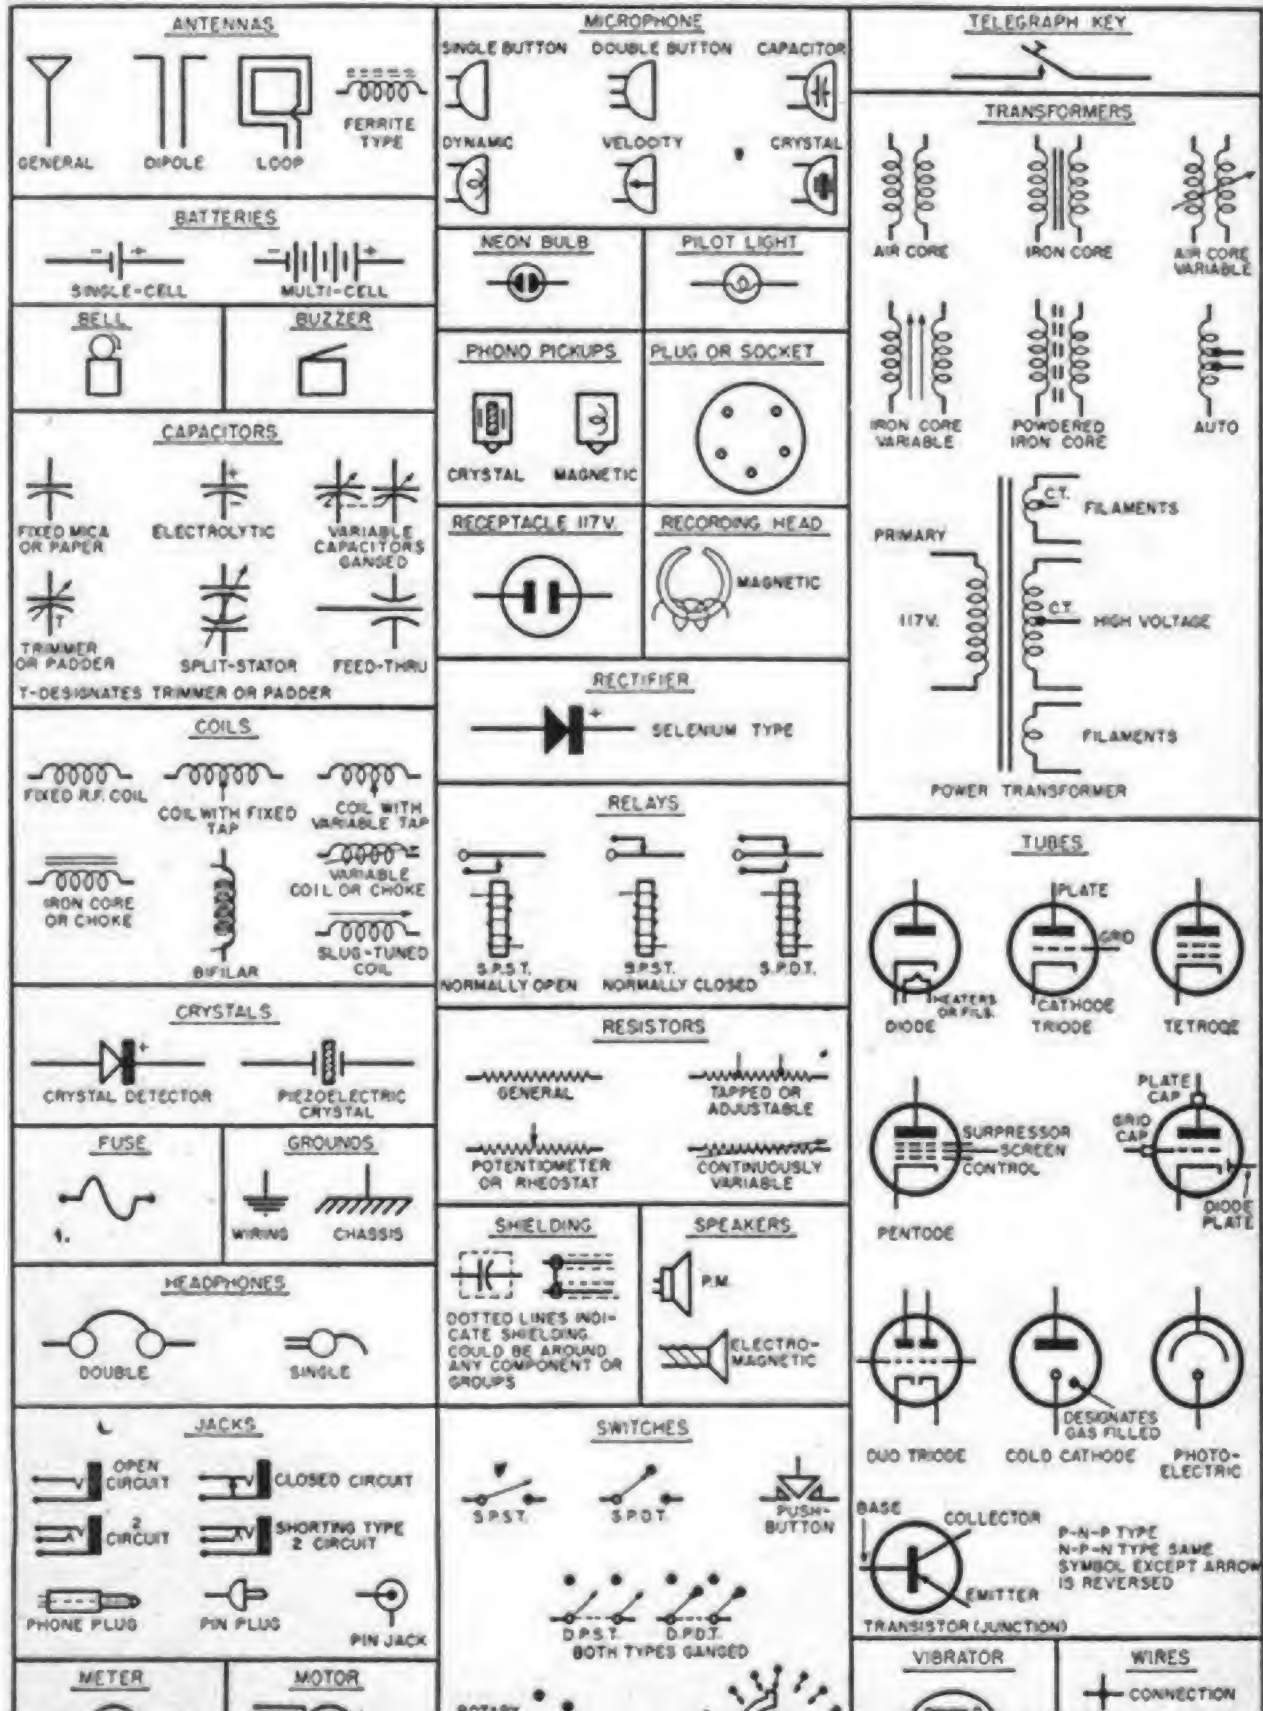 ANTENNAS
GENERAL
DIPOLE
LOOP
FERRITE
TYPE
BATTERIES
- +
- +
SINGLE-CELL
MULTI-CELL
BELL
BUZZER
CAPACITORS
+
-
FIXED MICA
OR PAPER
ELECTROLYTIC
VARIABLE
CAPACITORS
GANGED
T
TRIMMER
OR PADDER
SPLIT-STATOR
FEED-THRU
T-DESIGNATES TRIMMER OR PADDER
COILS
FIXED R.F. COIL
COIL WITH FIXED
TAP
COIL WITH
VARIABLE TAP
IRON CORE
OR CHOKE
BIFILAR
VARIABLE
COIL OR CHOKE
SLUG-TUNED
COIL
CRYSTALS
+
CRYSTAL DETECTOR
PIEZOELECTRIC
CRYSTAL
FUSE
GROUNDS
WIRING
CHASSIS
HEADPHONES
DOUBLE
SINGLE
JACKS
OPEN
CIRCUIT
CLOSED CIRCUIT
2
CIRCUIT
SHORTING TYPE
2 CIRCUIT
PHONE PLUG
PIN PLUG
PIN JACK
METER
MOTOR
MICROPHONE
SINGLE BUTTON
DOUBLE BUTTON
CAPACITOR
DYNAMIC
VELOCITY
CRYSTAL
NEON BULB
PILOT LIGHT
PHONO PICKUPS
CRYSTAL
MAGNETIC
PLUG OR SOCKET
RECEPTACLE 117V.
RECORDING HEAD
MAGNETIC
RECTIFIER
+
SELENIUM TYPE
RELAYS
S.P.S.T.
NORMALLY OPEN
S.P.S.T.
NORMALLY CLOSED
S.P.D.T.
RESISTORS
GENERAL
TAPPED OR
ADJUSTABLE
POTENTIOMETER
OR RHEOSTAT
CONTINUOUSLY
VARIABLE
SHIELDING
DOTTED LINES INDI-
CATE SHIELDING.
COULD BE AROUND
ANY COMPONENT OR
GROUPS
SPEAKERS
P.M.
ELECTRO-
MAGNETIC
SWITCHES
S.P.S.T.
S.P.D.T.
PUSH-
BUTTON
D.P.S.T.
D.P.D.T.
BOTH TYPES GANGED
ROTARY
TELEGRAPH KEY
TRANSFORMERS
AIR CORE
IRON CORE
AIR CORE
VARIABLE
IRON CORE
VARIABLE
POWDERED
IRON CORE
AUTO
C.T.
FILAMENTS
PRIMARY
117V.
C.T.
HIGH VOLTAGE
FILAMENTS
POWER TRANSFORMER
TUBES
HEATERS
OR FILS.
DIODE
PLATE
GRID
CATHODE
TRIODE
TETRODE
SURPRESSOR
SCREEN
CONTROL
PENTODE
PLATE
CAP
GRID
CAP
DIODE
PLATE
DUO TRIODE
DESIGNATES
GAS FILLED
COLD CATHODE
PHOTO-
ELECTRIC
BASE
COLLECTOR
EMITTER
P-N-P TYPE
N-P-N TYPE SAME
SYMBOL EXCEPT ARROW
IS REVERSED
TRANSISTOR (JUNCTION)
VIBRATOR
WIRES
CONNECTION